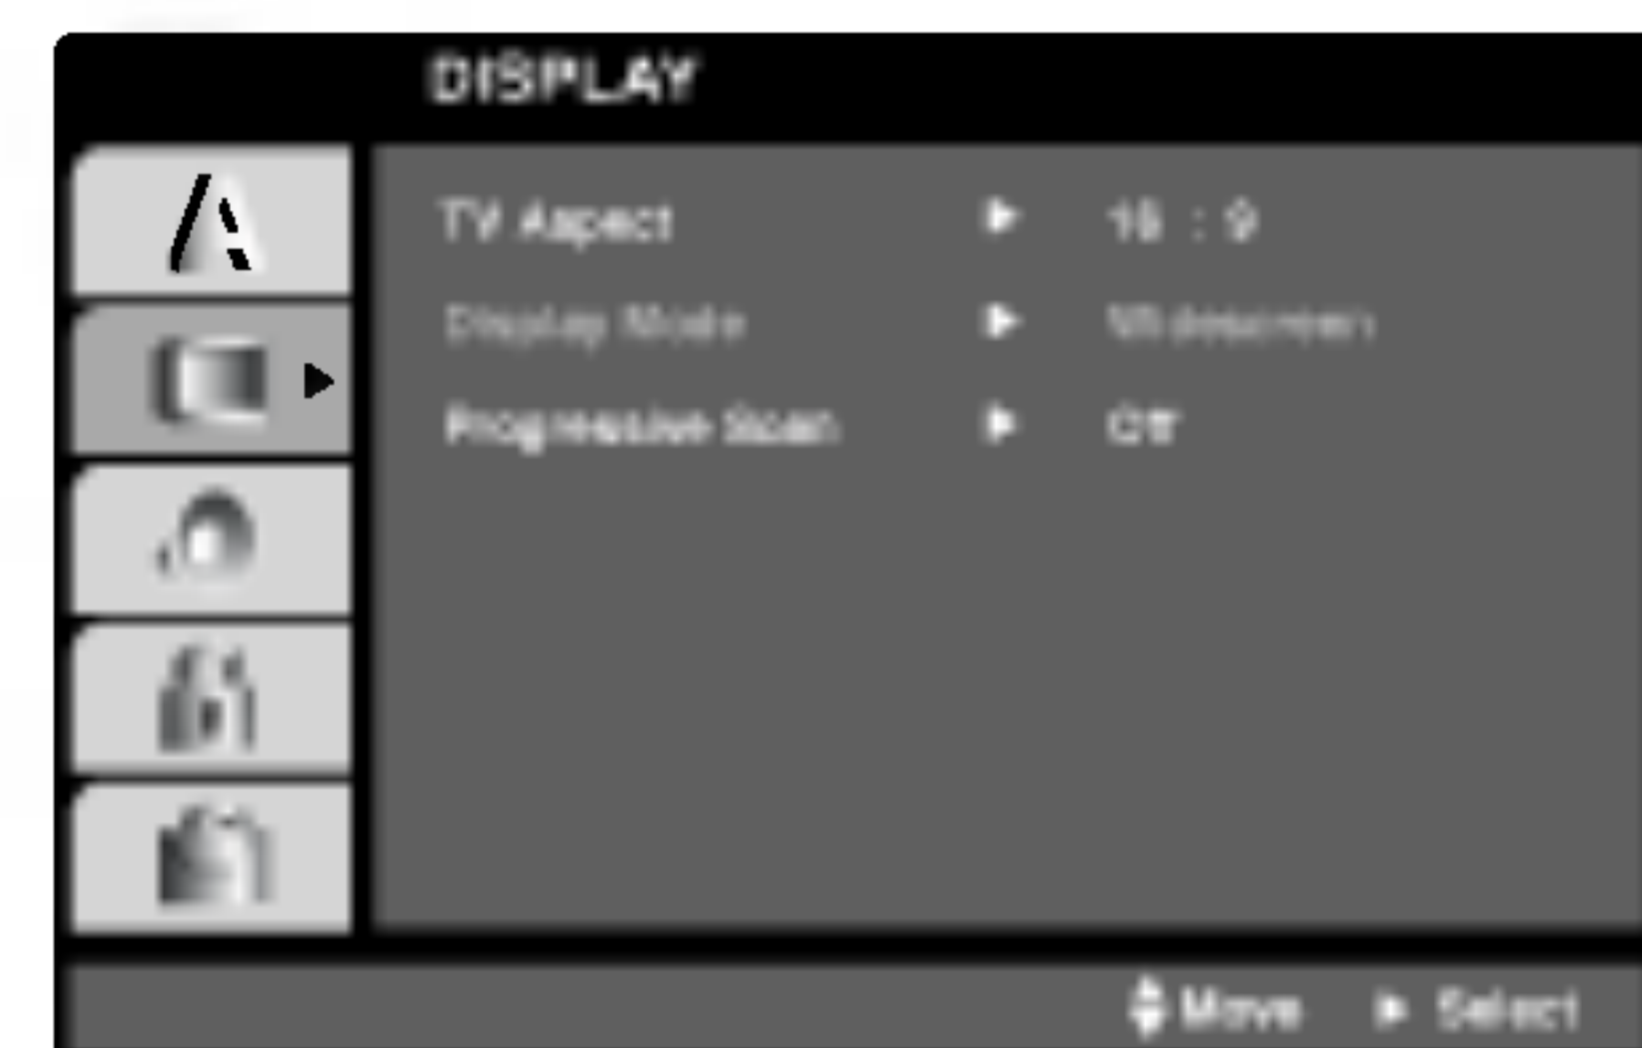 DISPLAY
TV Aspect 16 : 9
Display Mode Widescreen
Progressive Scan Off
Move Select